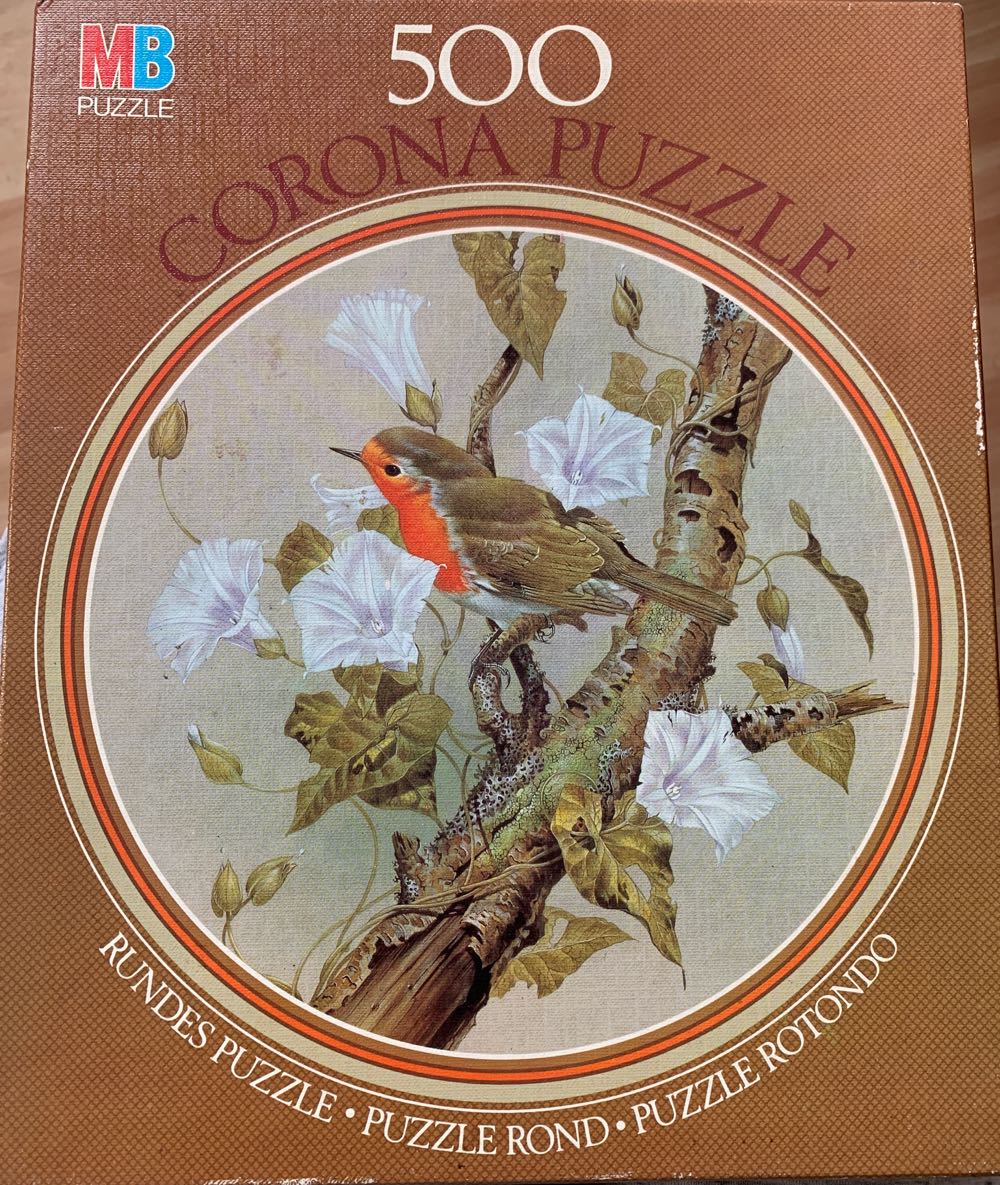 MB
PUZZLE
500
CORONA PUZZLE
RUNDES PUZZLE • PUZZLE ROND • PUZZLE ROTONDO